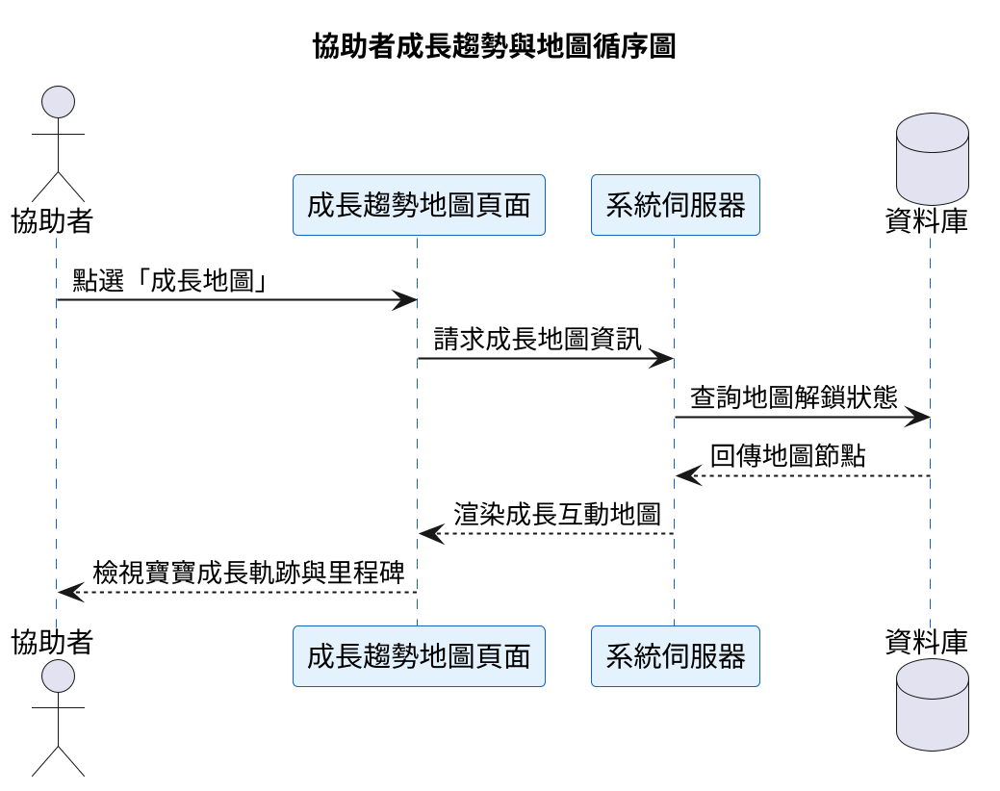 協助者成長趨勢與地圖循序圖
協助者
成長趨勢地圖頁面
系統伺服器
資料庫
點選「成長地圖」
請求成長地圖資訊
查詢地圖解鎖狀態
回傳地圖節點
渲染成長互動地圖
檢視寶寶成長軌跡與里程碑
協助者
成長趨勢地圖頁面
系統伺服器
資料庫